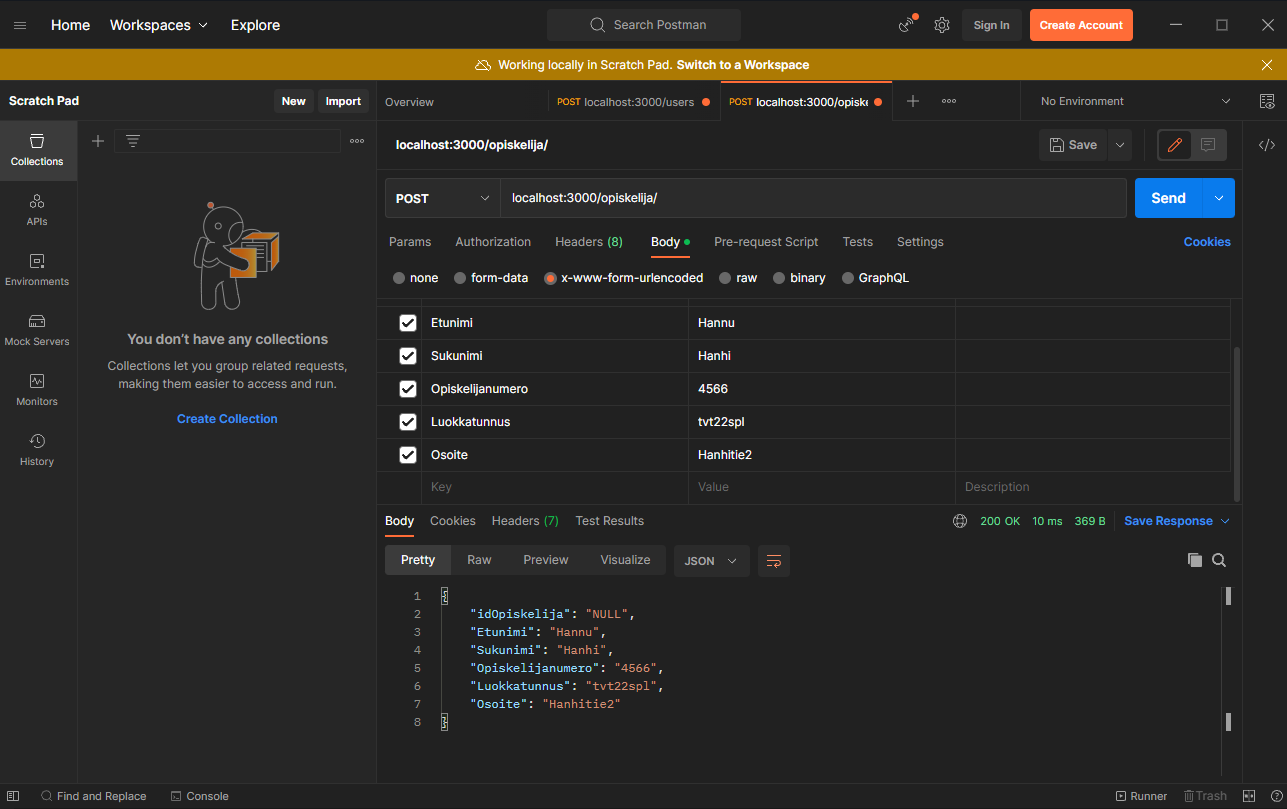 Home Workspaces Explore Search Postman Sign In Create Account
Working locally in Scratch Pad. Switch to a Workspace
Scratch Pad New Import
Overview POST localhost:3000/users POST localhost:3000/opiske No Environment
Collections
APIs
Environments
Mock Servers
Monitors
History
You don't have any collections
Collections let you group related requests,
making them easier to access and run.
Create Collection
localhost:3000/opiskelija/ Save
POST localhost:3000/opiskelija/ Send
Params Authorization Headers (8) Body Pre-request Script Tests Settings Cookies
none form-data x-www-form-urlencoded raw binary GraphQL
Etunimi Hannu
Sukunimi Hanhi
Opiskelijanumero 4566
Luokkatunnus tvt22spl
Osoite Hanhitie2
Key Value Description
Body Cookies Headers (7) Test Results 200 OK 10 ms 369 B Save Response
Pretty Raw Preview Visualize JSON
1 {
2 "idOpiskelija": "NULL",
3 "Etunimi": "Hannu",
4 "Sukunimi": "Hanhi",
5 "Opiskelijanumero": "4566",
6 "Luokkatunnus": "tvt22spl",
7 "Osoite": "Hanhitie2"
8 }
Find and Replace Console Runner Trash